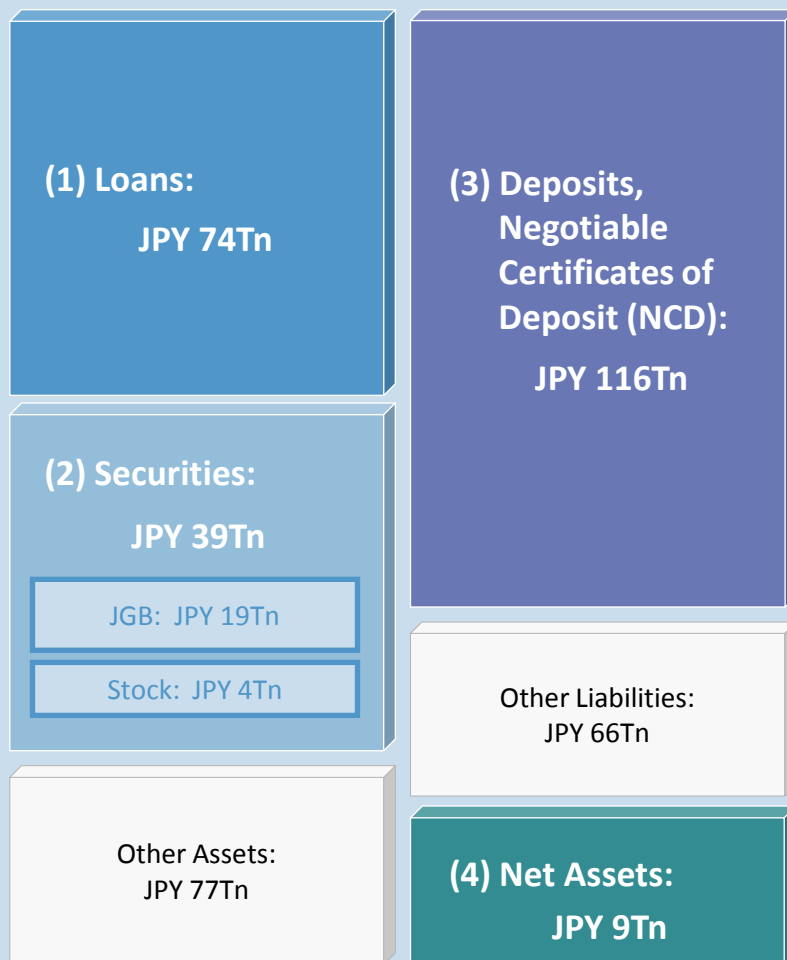 (1) Loans:
JPY 74Tn
(2) Securities:
JPY 39Tn
JGB: JPY 19Tn
Stock: JPY 4Tn
Other Assets:
JPY 77Tn
(3) Deposits,
Negotiable
Certificates of
Deposit (NCD):
JPY 116Tn
Other Liabilities:
JPY 66Tn
(4) Net Assets:
JPY 9Tn